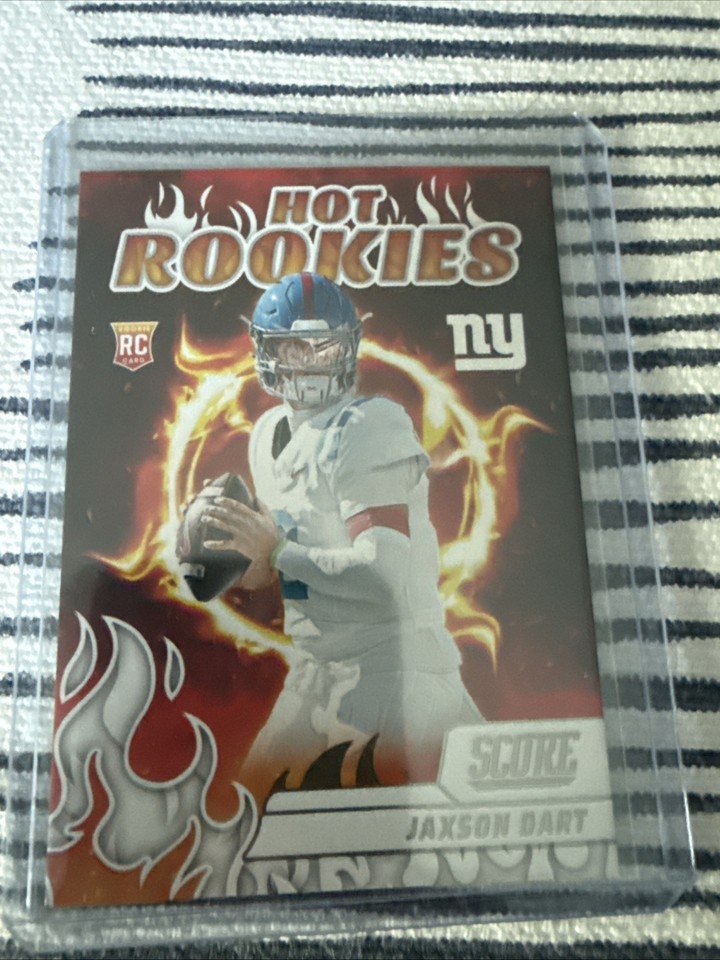 HOT
ROOKIES
ROOKIE
RC
CARD
ny
SCORE
JAXSON DART